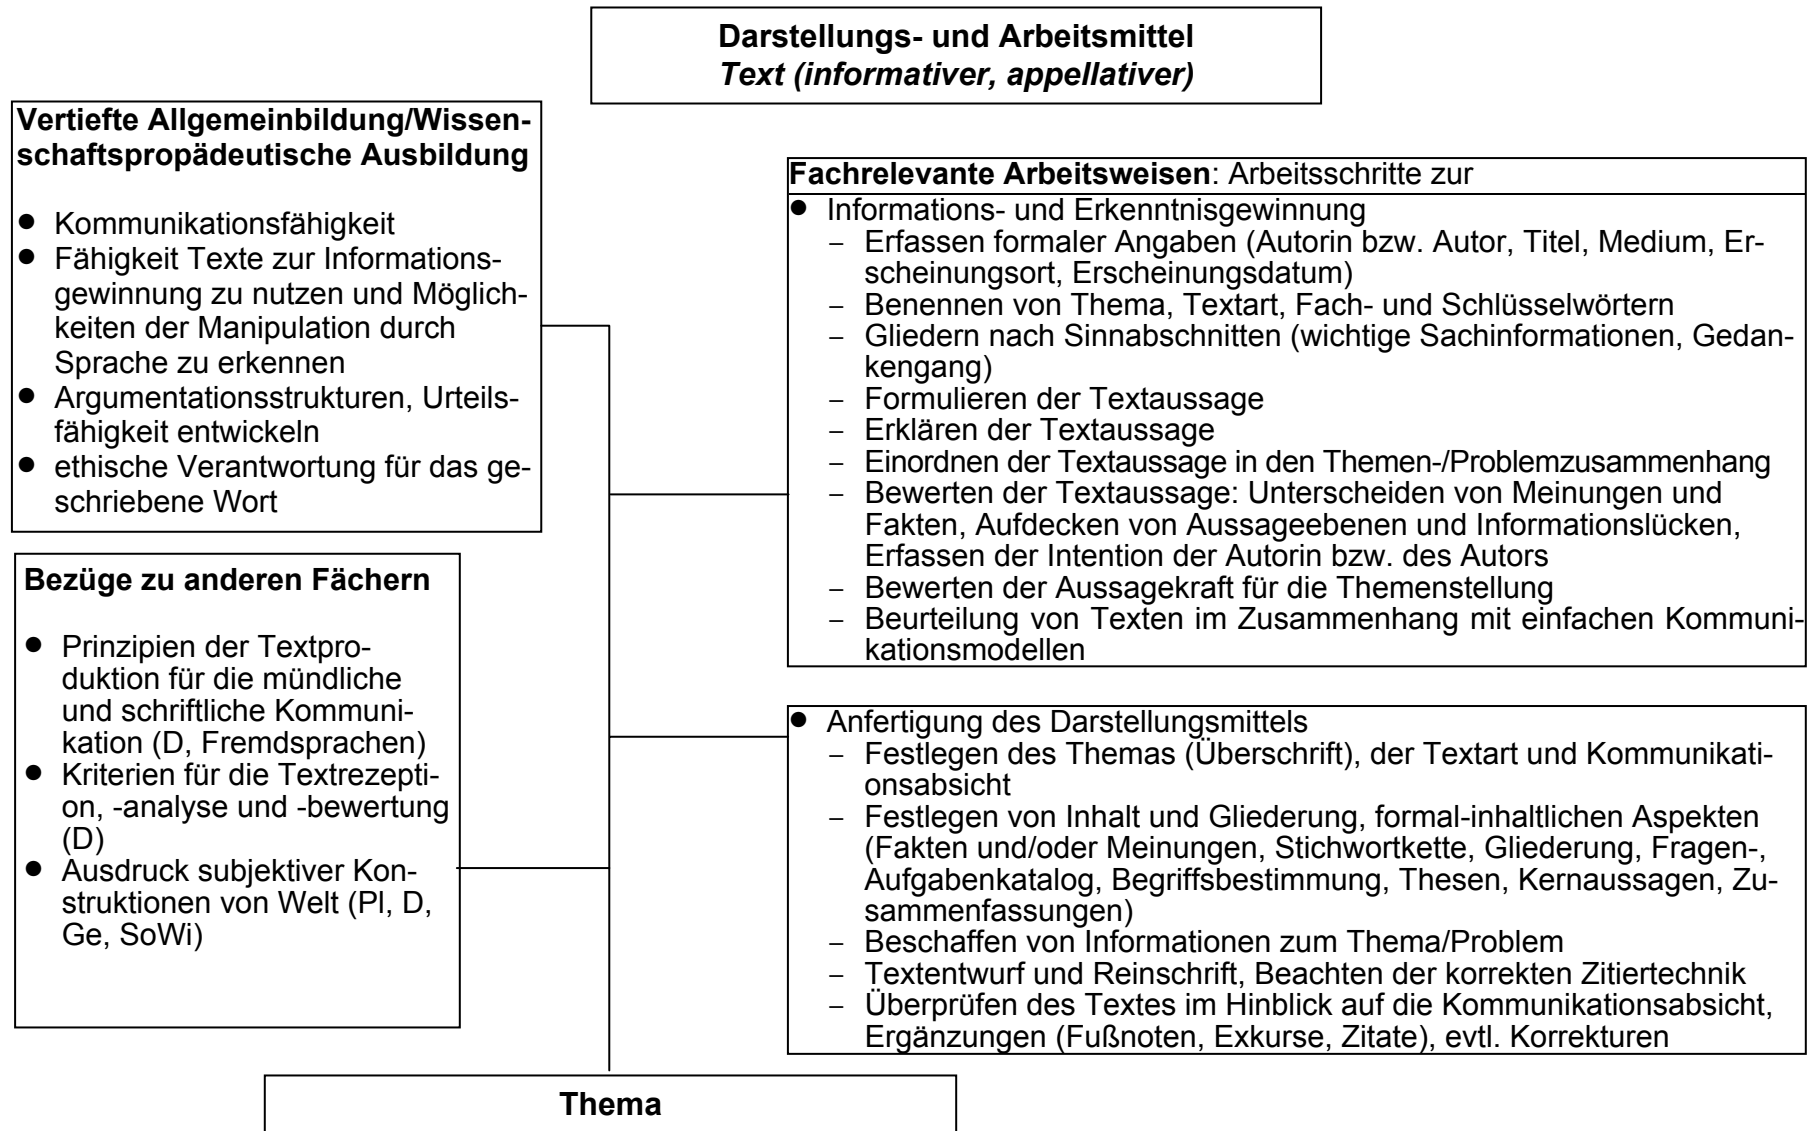 Darstellungs- und Arbeitsmittel
Text (informativer, appellativer)
Vertiefte Allgemeinbildung/Wissen-
schaftspropädeutische Ausbildung
● Kommunikationsfähigkeit
● Fähigkeit Texte zur Informations-
gewinnung zu nutzen und Möglich-
keiten der Manipulation durch
Sprache zu erkennen
● Argumentationsstrukturen, Urteils-
fähigkeit entwickeln
● ethische Verantwortung für das ge-
schriebene Wort
Bezüge zu anderen Fächern
● Prinzipien der Textpro-
duktion für die mündliche
und schriftliche Kommuni-
kation (D, Fremdsprachen)
● Kriterien für die Textrezepti-
on, -analyse und -bewertung
(D)
● Ausdruck subjektiver Kon-
struktionen von Welt (Pl, D,
Ge, SoWi)
Fachrelevante Arbeitsweisen: Arbeitsschritte zur
● Informations- und Erkenntnisgewinnung
– Erfassen formaler Angaben (Autorin bzw. Autor, Titel, Medium, Er-
scheinungsort, Erscheinungsdatum)
– Benennen von Thema, Textart, Fach- und Schlüsselwörtern
– Gliedern nach Sinnabschnitten (wichtige Sachinformationen, Gedan-
kengang)
– Formulieren der Textaussage
– Erklären der Textaussage
– Einordnen der Textaussage in den Themen-/Problemzusammenhang
– Bewerten der Textaussage: Unterscheiden von Meinungen und
Fakten, Aufdecken von Aussageebenen und Informationslücken,
Erfassen der Intention der Autorin bzw. des Autors
– Bewerten der Aussagekraft für die Themenstellung
– Beurteilung von Texten im Zusammenhang mit einfachen Kommuni-
kationsmodellen
● Anfertigung des Darstellungsmittels
– Festlegen des Themas (Überschrift), der Textart und Kommunikati-
onsabsicht
– Festlegen von Inhalt und Gliederung, formal-inhaltlichen Aspekten
(Fakten und/oder Meinungen, Stichwortkette, Gliederung, Fragen-,
Aufgabenkatalog, Begriffsbestimmung, Thesen, Kernaussagen, Zu-
sammenfassungen)
– Beschaffen von Informationen zum Thema/Problem
– Textentwurf und Reinschrift, Beachten der korrekten Zitiertechnik
– Überprüfen des Textes im Hinblick auf die Kommunikationsabsicht,
Ergänzungen (Fußnoten, Exkurse, Zitate), evtl. Korrekturen
Thema